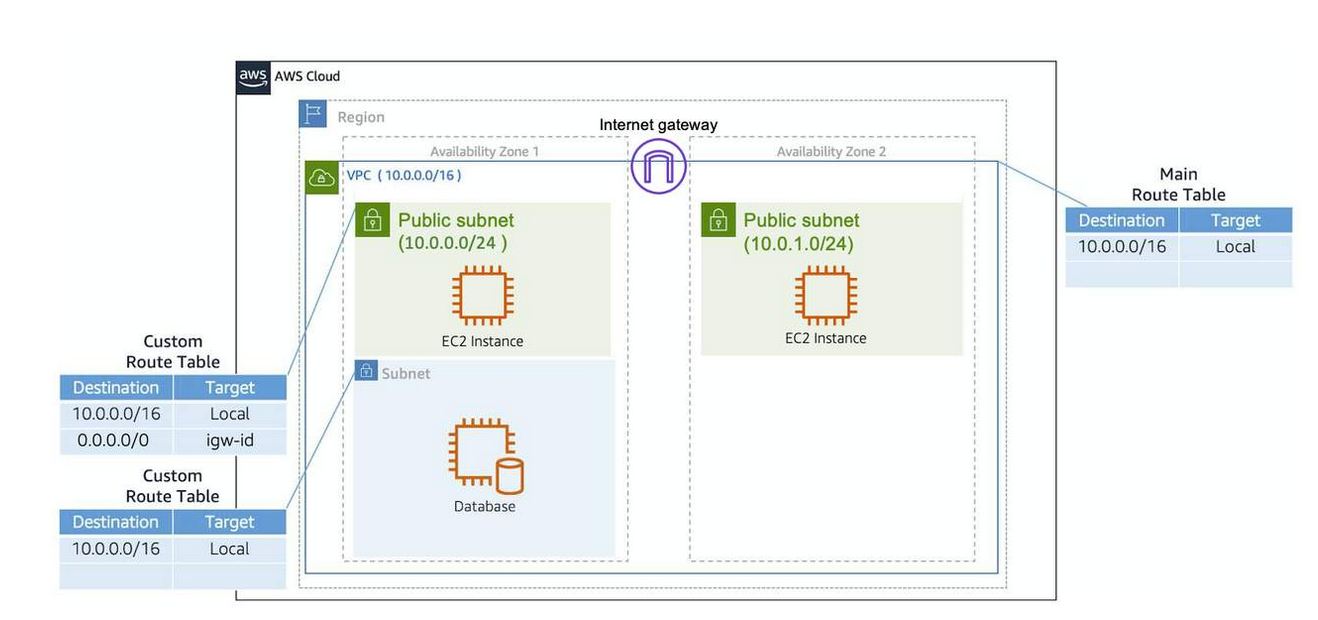 aws
AWS Cloud
Region
Internet gateway
Availability Zone 1
Availability Zone 2
VPC ( 10.0.0.0/16 )
Public subnet
(10.0.0.0/24 )
EC2 Instance
Public subnet
(10.0.1.0/24)
EC2 Instance
Subnet
Database
Main
Route Table
Destination Target
10.0.0.0/16 Local
Custom
Route Table
Destination Target
10.0.0.0/16 Local
0.0.0.0/0 igw-id
Custom
Route Table
Destination Target
10.0.0.0/16 Local